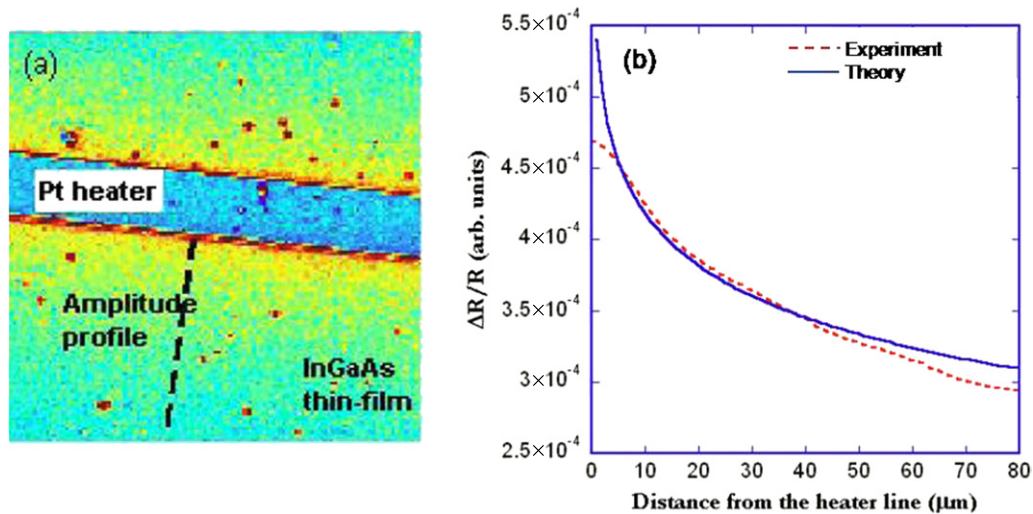 (a)
Pt heater
Amplitude
profile
InGaAs
thin-film
(b)
Experiment
Theory
5.5×10⁻⁴
5×10⁻⁴
4.5×10⁻⁴
4×10⁻⁴
3.5×10⁻⁴
3×10⁻⁴
2.5×10⁻⁴
ΔR/R (arb. units)
0 10 20 30 40 50 60 70 80
Distance from the heater line (μm)